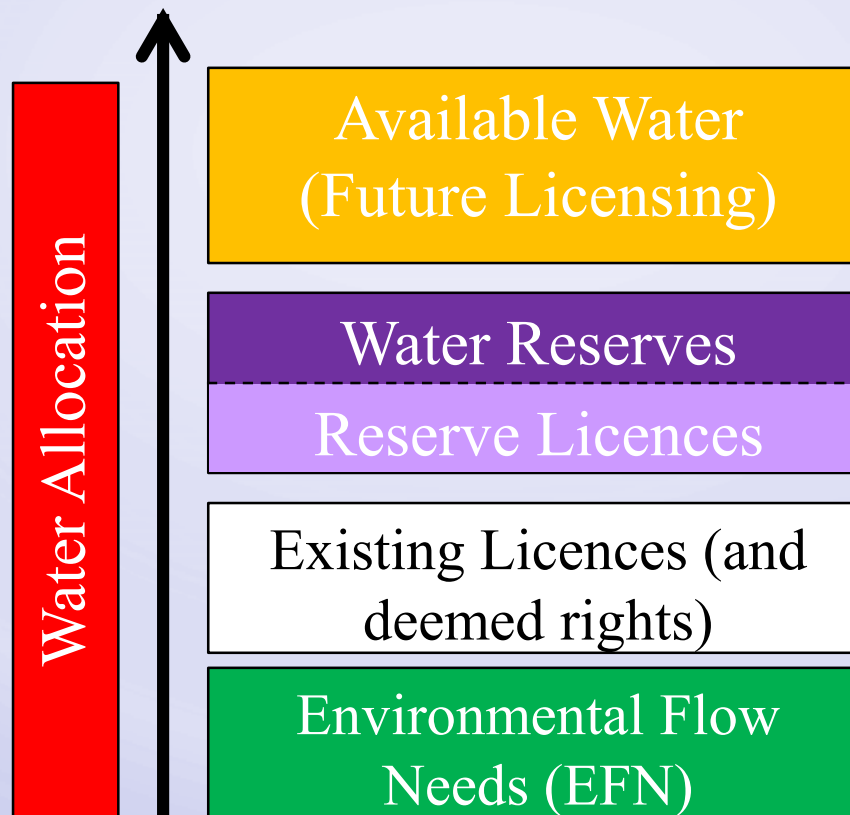 Water Allocation
Available Water
(Future Licensing)
Water Reserves
Reserve Licences
Existing Licences (and
deemed rights)
Environmental Flow
Needs (EFN)